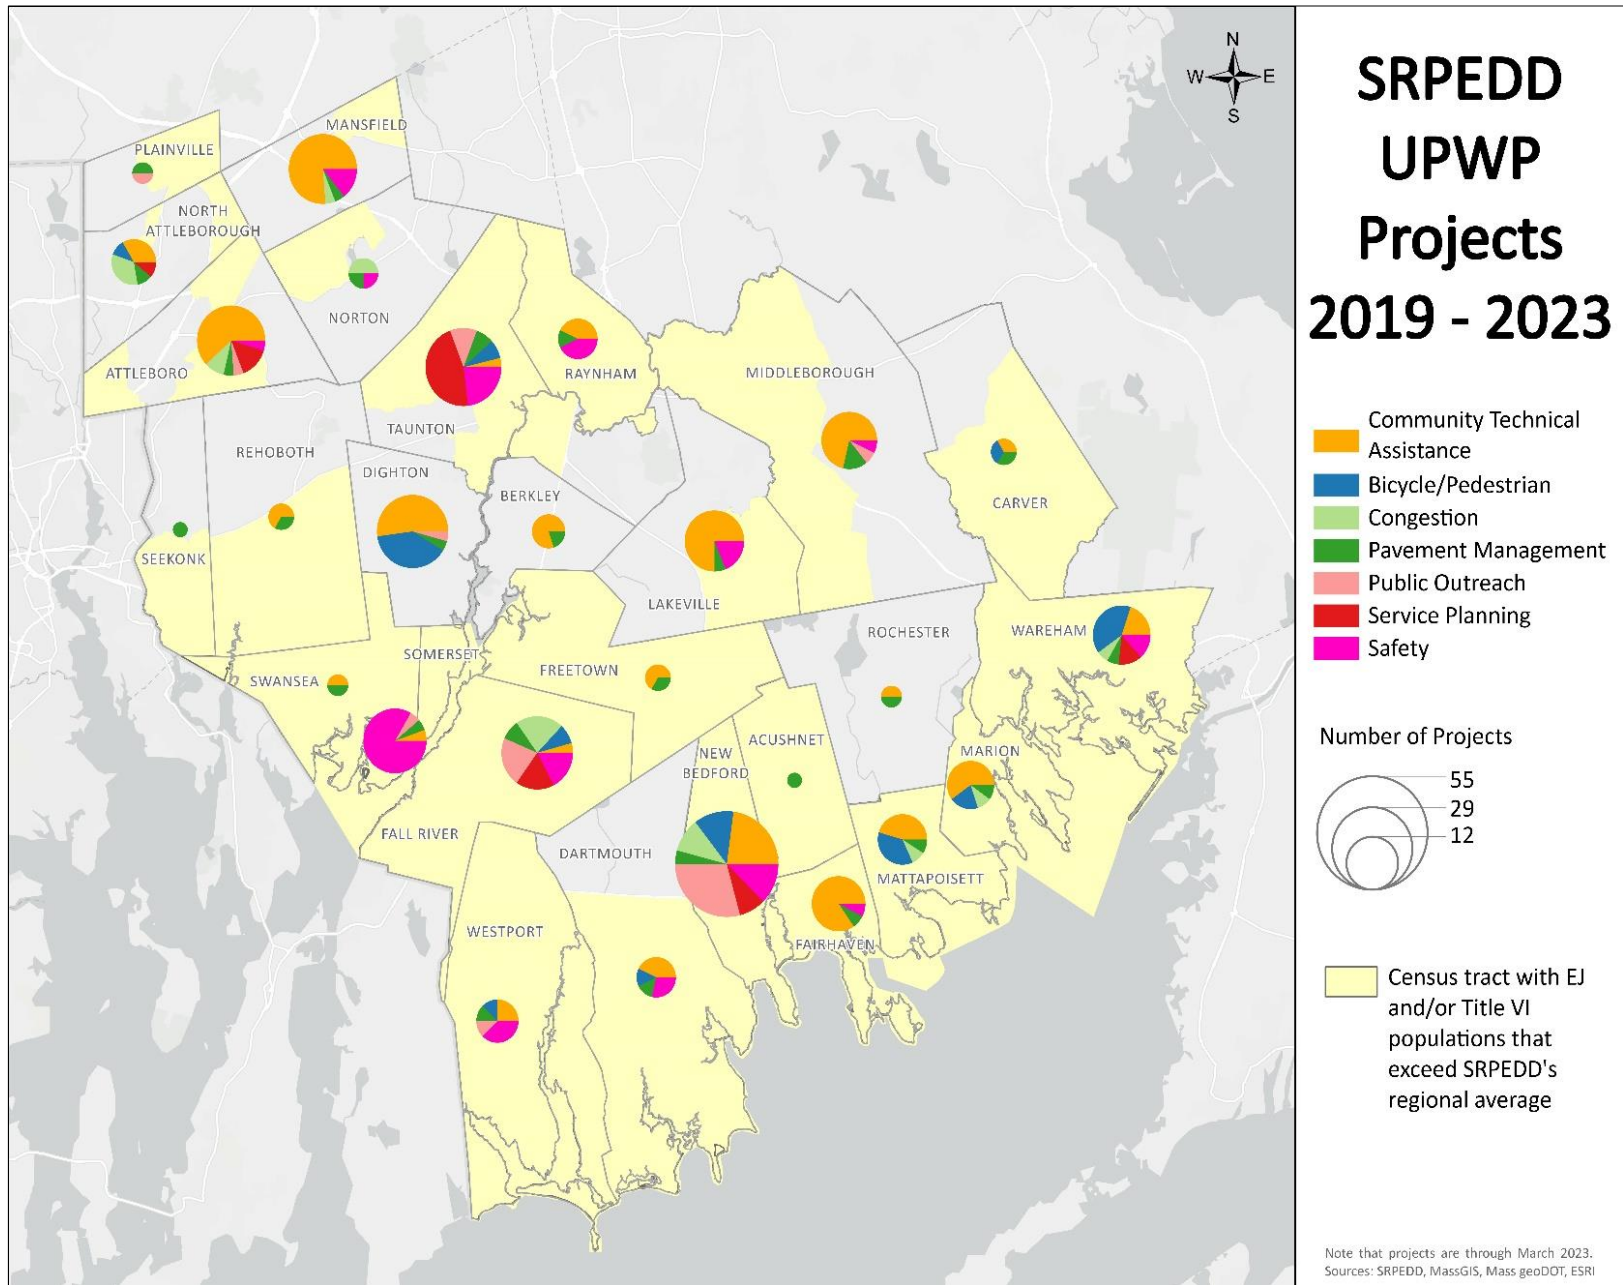 N
W
E
S
MANSFIELD
PLAINVILLE
NORTH
ATTLEBOROUGH
NORTON
ATTLEBORO
RAYNHAM
MIDDLEBOROUGH
TAUNTON
REHOBOTH
DIGHTON
BERKLEY
CARVER
SEEKONK
LAKEVILLE
ROCHESTER
WAREHAM
SOMERSET
FREETOWN
SWANSEA
ACUSHNET
NEW
BEDFORD
MARION
FALL RIVER
DARTMOUTH
MATTAPOISETT
WESTPORT
FAIRHAVEN
SRPEDD
UPWP
Projects
2019 - 2023
Community Technical
Assistance
Bicycle/Pedestrian
Congestion
Pavement Management
Public Outreach
Service Planning
Safety
Number of Projects
55
29
12
Census tract with EJ
and/or Title VI
populations that
exceed SRPEDD's
regional average
Note that projects are through March 2023.
Sources: SRPEDD, MassGIS, Mass geoDOT, ESRI